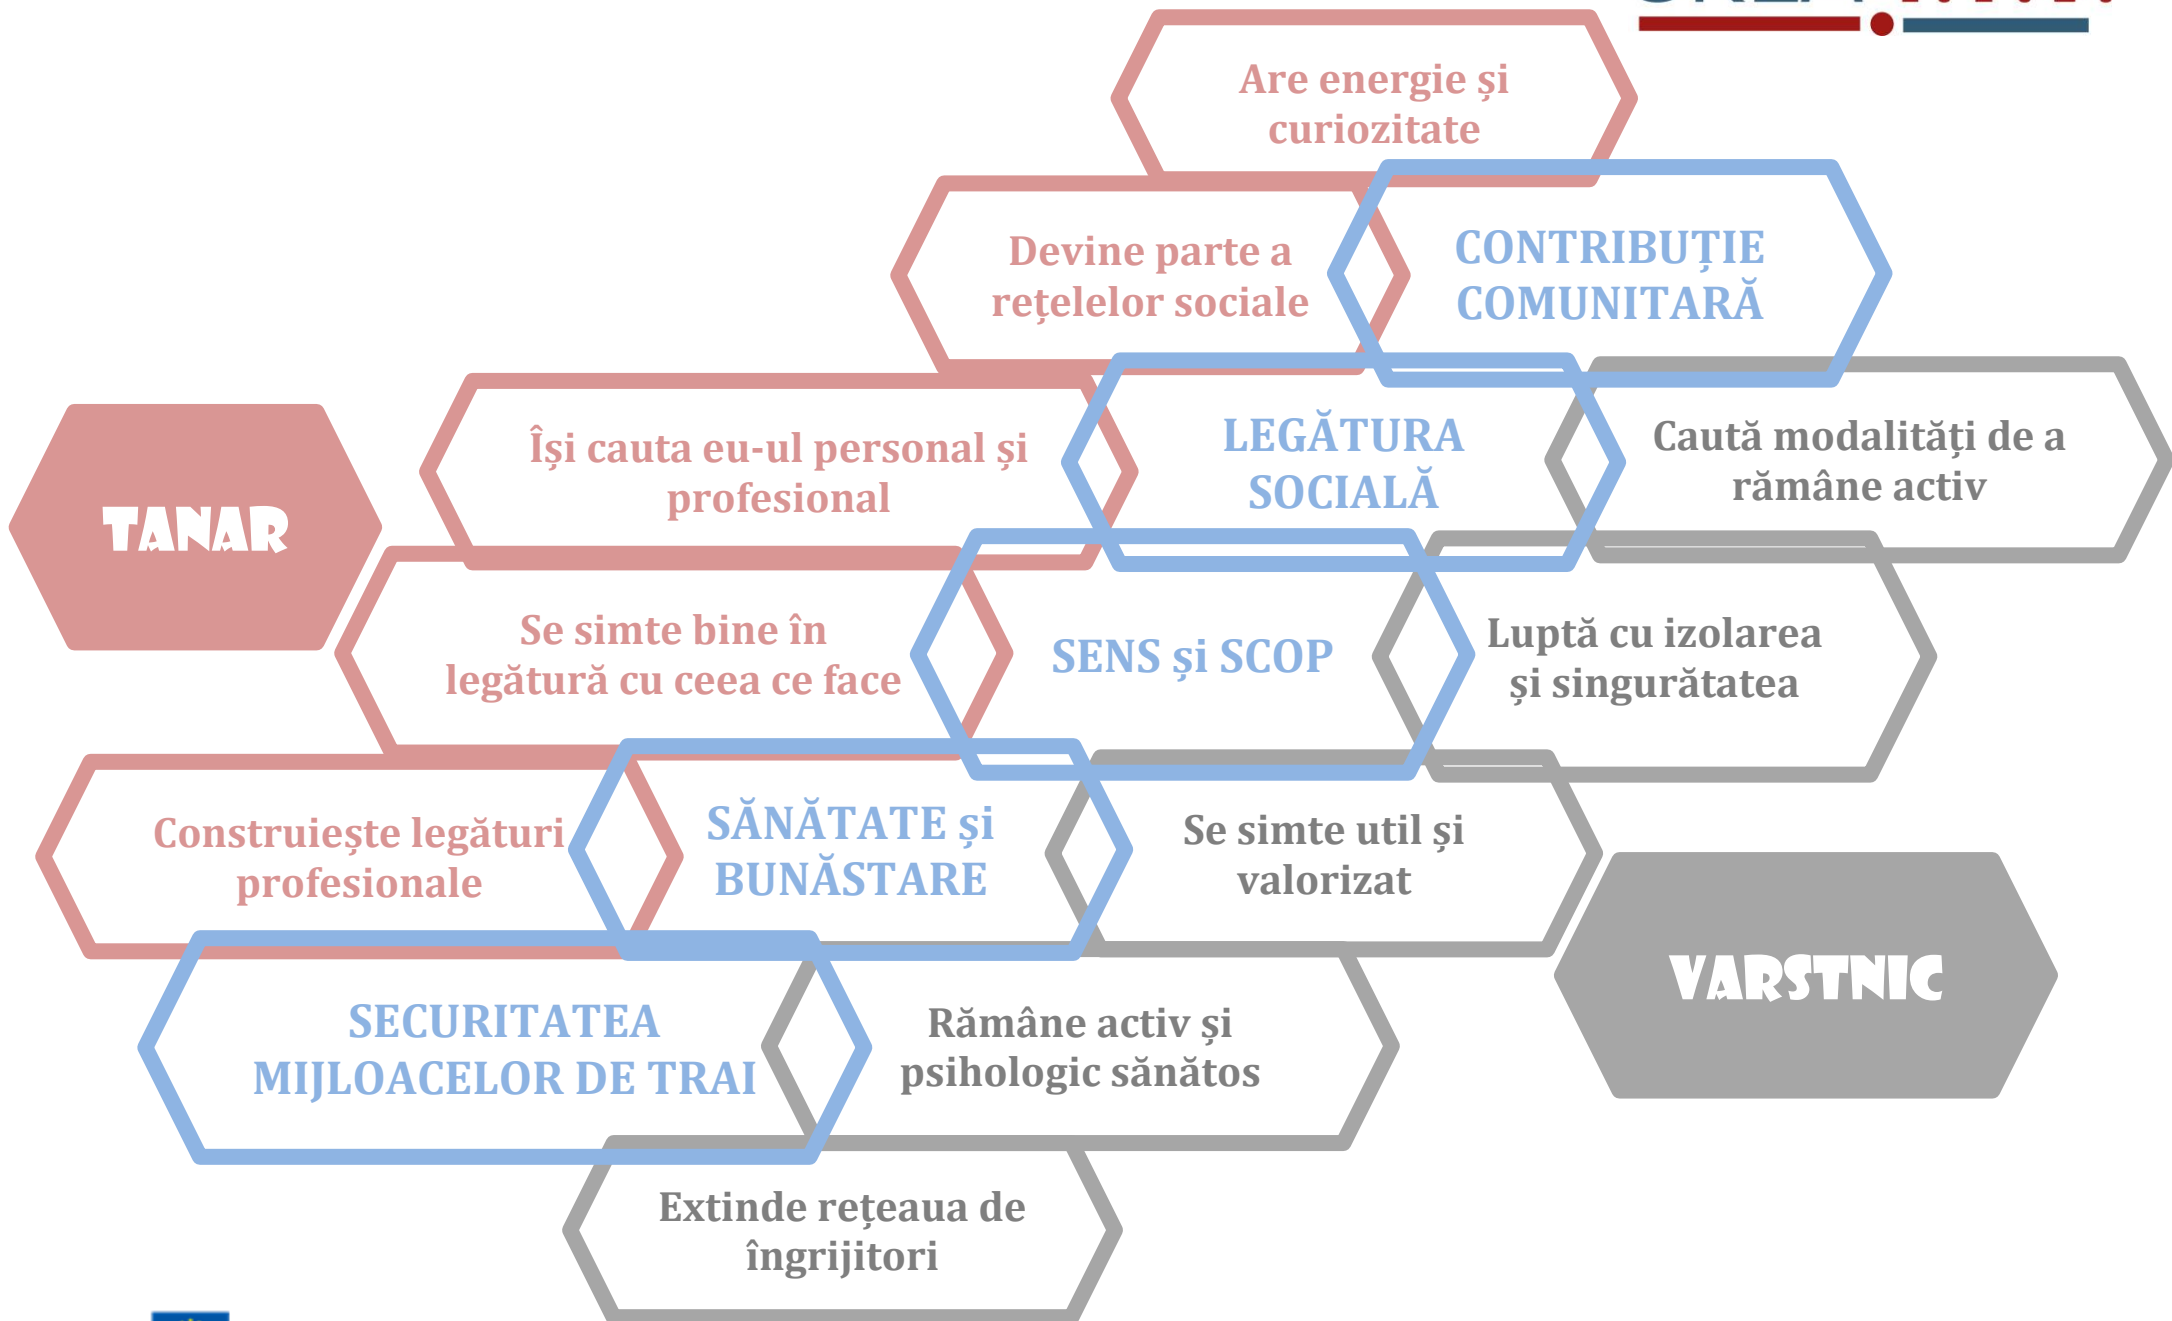 Are energie și
curiozitate
Devine parte a
rețelelor sociale
CONTRIBUȚIE
COMUNITARĂ
Își cauta eu-ul personal și
profesional
LEGĂTURA
SOCIALĂ
Caută modalități de a
rămâne activ
TANAR
Se simte bine în
legătură cu ceea ce face
SENS și SCOP
Luptă cu izolarea
și singurătatea
Construiește legături
profesionale
SĂNĂTATE și
BUNĂSTARE
Se simte util și
valorizat
VARSTNIC
SECURITATEA
MIJLOACELOR DE TRAI
Rămâne activ și
psihologic sănătos
Extinde rețeaua de
îngrijitori